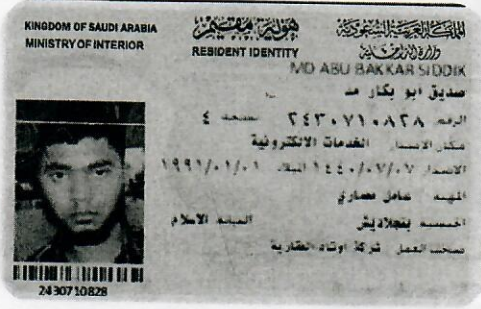 KINGDOM OF SAUDI ARABIA
MINISTRY OF INTERIOR
هوية مقيم
RESIDENT IDENTITY
المملكة العربية السعودية
وزارة الداخلية
MD ABU BAKKAR SIDDIK
صديق ابو بكار مد
الرقم ٢٤٣٠٧١٠٨٢٨ نسخة ٤
مكان الاصدار الخدمات الالكترونية
الاصدار ١٤٤٠/٠٧/٠٧ الميلاد ١٩٩١/٠١/٠١
المهنة عامل معماري
الجنسية بنجلاديش الديانة الاسلام
صاحب العمل شركة اوتاد العقارية
2430710828